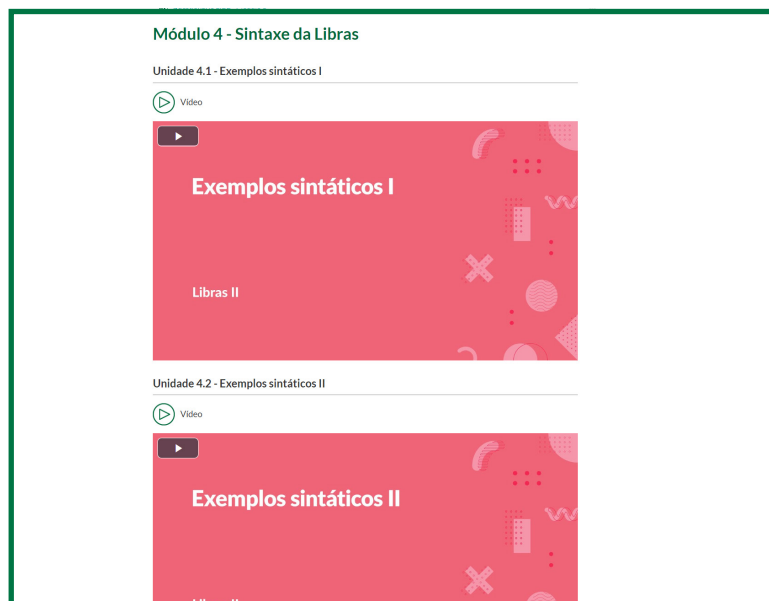 Módulo 4 - Sintaxe da Libras
Unidade 4.1 - Exemplos sintáticos I
Vídeo
Exemplos sintáticos I
Libras II
Unidade 4.2 - Exemplos sintáticos II
Vídeo
Exemplos sintáticos II